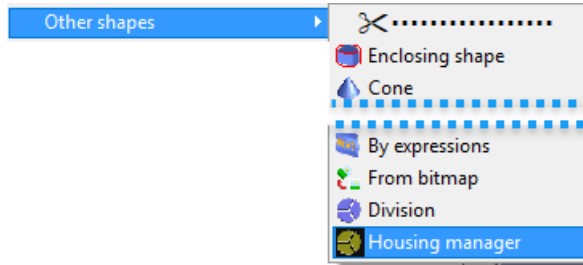 Other shapes
Enclosing shape
Cone
By expressions
From bitmap
Division
Housing manager